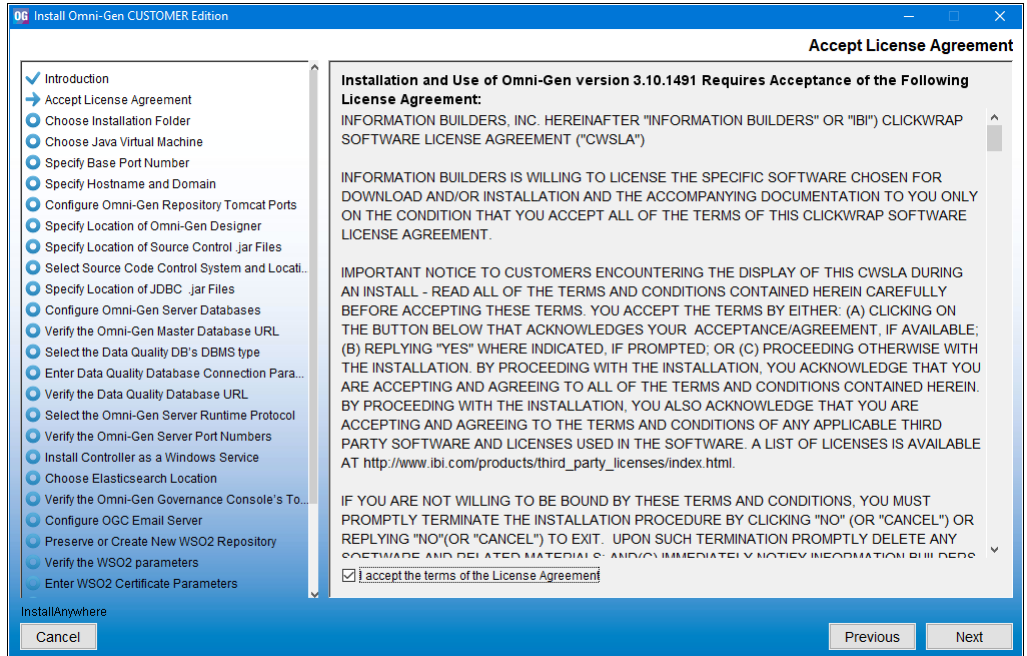 OG Install Omni-Gen CUSTOMER Edition
Accept License Agreement
Introduction
Accept License Agreement
Choose Installation Folder
Choose Java Virtual Machine
Specify Base Port Number
Specify Hostname and Domain
Configure Omni-Gen Repository Tomcat Ports
Specify Location of Omni-Gen Designer
Specify Location of Source Control .jar Files
Select Source Code Control System and Locati..
Specify Location of JDBC .jar Files
Configure Omni-Gen Server Databases
Verify the Omni-Gen Master Database URL
Select the Data Quality DB's DBMS type
Enter Data Quality Database Connection Para...
Verify the Data Quality Database URL
Select the Omni-Gen Server Runtime Protocol
Verify the Omni-Gen Server Port Numbers
Install Controller as a Windows Service
Choose Elasticsearch Location
Verify the Omni-Gen Governance Console's To...
Configure OGC Email Server
Preserve or Create New WSO2 Repository
Verify the WSO2 parameters
Enter WSO2 Certificate Parameters
Installation and Use of Omni-Gen version 3.10.1491 Requires Acceptance of the Following
License Agreement:
INFORMATION BUILDERS, INC. HEREINAFTER "INFORMATION BUILDERS" OR "IBI") CLICKWRAP
SOFTWARE LICENSE AGREEMENT ("CWSLA")
INFORMATION BUILDERS IS WILLING TO LICENSE THE SPECIFIC SOFTWARE CHOSEN FOR
DOWNLOAD AND/OR INSTALLATION AND THE ACCOMPANYING DOCUMENTATION TO YOU ONLY
ON THE CONDITION THAT YOU ACCEPT ALL OF THE TERMS OF THIS CLICKWRAP SOFTWARE
LICENSE AGREEMENT.
IMPORTANT NOTICE TO CUSTOMERS ENCOUNTERING THE DISPLAY OF THIS CWSLA DURING
AN INSTALL - READ ALL OF THE TERMS AND CONDITIONS CONTAINED HEREIN CAREFULLY
BEFORE ACCEPTING THESE TERMS. YOU ACCEPT THE TERMS BY EITHER: (A) CLICKING ON
THE BUTTON BELOW THAT ACKNOWLEDGES YOUR ACCEPTANCE/AGREEMENT, IF AVAILABLE;
(B) REPLYING "YES" WHERE INDICATED, IF PROMPTED; OR (C) PROCEEDING OTHERWISE WITH
THE INSTALLATION. BY PROCEEDING WITH THE INSTALLATION, YOU ACKNOWLEDGE THAT YOU
ARE ACCEPTING AND AGREEING TO ALL OF THE TERMS AND CONDITIONS CONTAINED HEREIN.
BY PROCEEDING WITH THE INSTALLATION, YOU ALSO ACKNOWLEDGE THAT YOU ARE
ACCEPTING AND AGREEING TO THE TERMS AND CONDITIONS OF ANY APPLICABLE THIRD
PARTY SOFTWARE AND LICENSES USED IN THE SOFTWARE. A LIST OF LICENSES IS AVAILABLE
AT http://www.ibi.com/products/third_party_licenses/index.html.
IF YOU ARE NOT WILLING TO BE BOUND BY THESE TERMS AND CONDITIONS, YOU MUST
PROMPTLY TERMINATE THE INSTALLATION PROCEDURE BY CLICKING "NO" (OR "CANCEL") OR
REPLYING "NO"(OR "CANCEL") TO EXIT. UPON SUCH TERMINATION PROMPTLY DELETE ANY
SOFTWARE AND RELATED MATERIALS; AND(C) IMMEDIATELY NOTIFY INFORMATION BUILDERS
I accept the terms of the License Agreement
InstallAnywhere
Cancel
Previous
Next